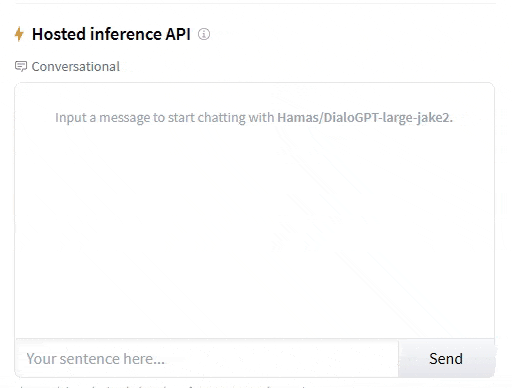 Hosted inference API
Conversational
Input a message to start chatting with Hamas/DialoGPT-large-jake2.
Your sentence here...
Send